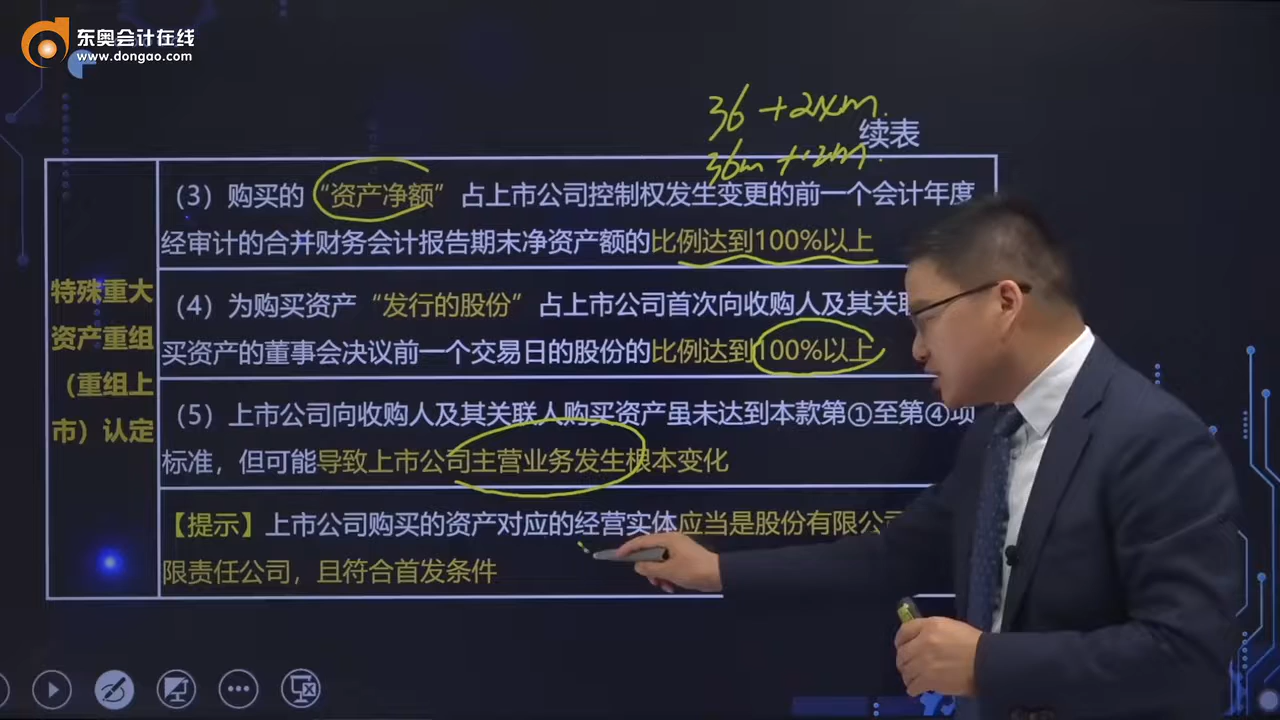 东奥会计在线
www.dongao.com
36 +24m.
续表
36m +12m.
(3)购买的“资产净额”占上市公司控制权发生变更的前一个会计年度
经审计的合并财务会计报告期末净资产额的比例达到100%以上
特殊重大
资产重组
(重组上
市)认定
(4)为购买资产“发行的股份”占上市公司首次向收购人及其关联
买资产的董事会决议前一个交易日的股份的比例达到100%以上
(5)上市公司向收购人及其关联人购买资产虽未达到本款第①至第④项
标准，但可能导致上市公司主营业务发生根本变化
【提示】上市公司购买的资产对应的经营实体应当是股份有限公司
限责任公司，且符合首发条件